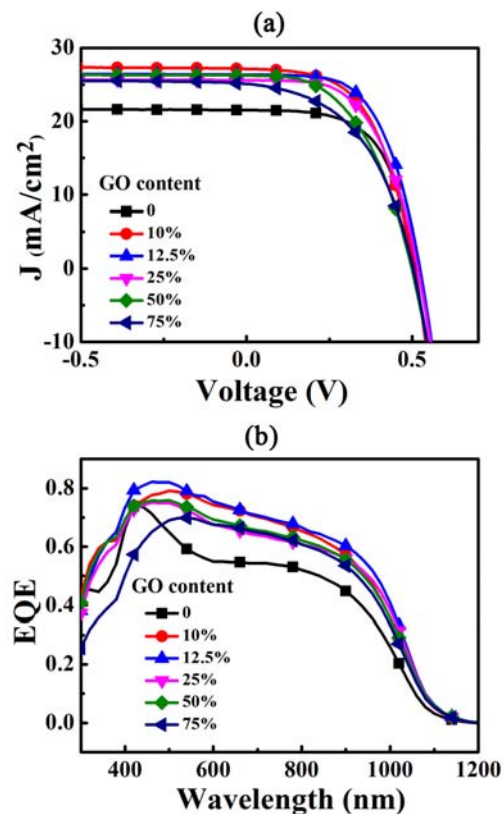 (a)
30
20
10
0
-10
J (mA/cm²)
GO content
0
10%
12.5%
25%
50%
75%
-0.5 0.0 0.5
Voltage (V)
(b)
0.8
0.6
0.4
0.2
0.0
EQE
GO content
0
10%
12.5%
25%
50%
75%
400 600 800 1000 1200
Wavelength (nm)